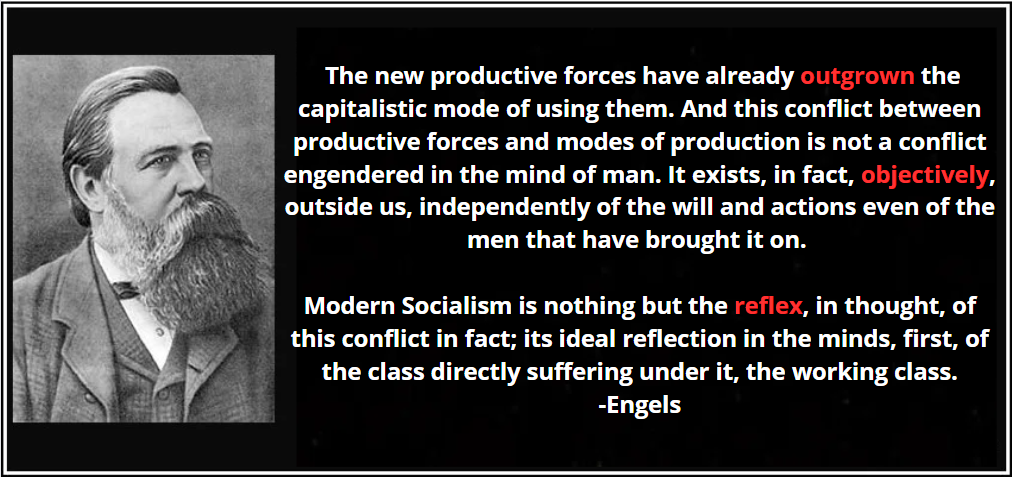 The new productive forces have already outgrown the
capitalistic mode of using them. And this conflict between
productive forces and modes of production is not a conflict
engendered in the mind of man. It exists, in fact, objectively,
outside us, independently of the will and actions even of the
men that have brought it on.
Modern Socialism is nothing but the reflex, in thought, of
this conflict in fact; its ideal reflection in the minds, first, of
the class directly suffering under it, the working class.
-Engels